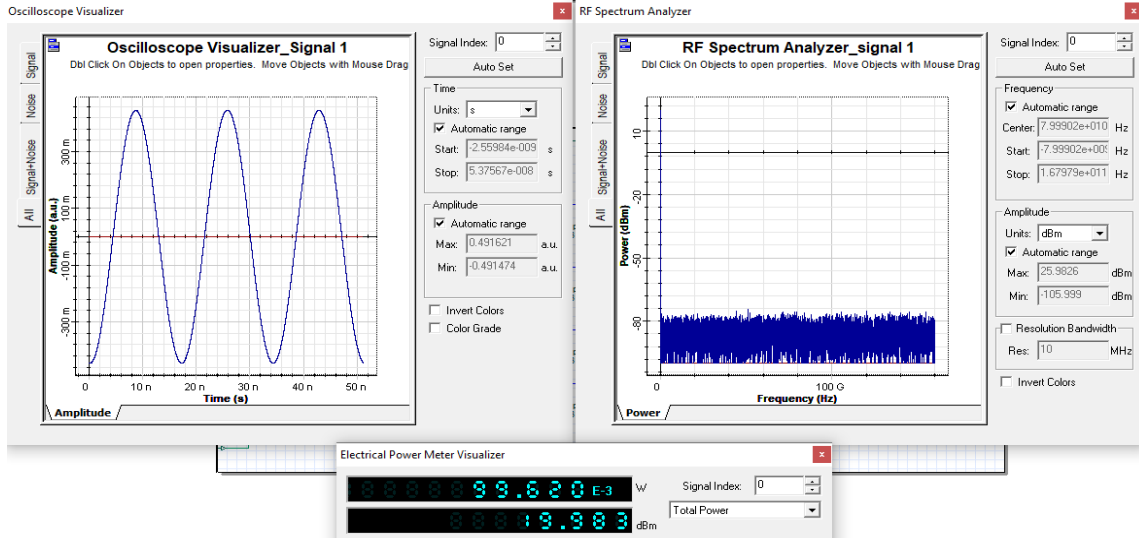 Oscilloscope Visualizer
Oscilloscope Visualizer_Signal 1
Dbl Click On Objects to open properties. Move Objects with Mouse Drag
Signal
Noise
Signal+Noise
All
Amplitude (a.u.)
300 m
100 m
-100 m
-300 m
0
10 n
20 n
30 n
40 n
50 n
Time (s)
Amplitude
Signal Index: 0
Auto Set
Time
Units: s
Automatic range
Start: -2.55984e-009 s
Stop: 5.37567e-008 s
Amplitude
Automatic range
Max: 0.491621 a.u.
Min: -0.491474 a.u.
Invert Colors
Color Grade
RF Spectrum Analyzer
RF Spectrum Analyzer_signal 1
Dbl Click On Objects to open properties. Move Objects with Mouse Drag
Signal
Noise
Signal+Noise
All
Power (dBm)
10
-20
-50
-80
0
100 G
Frequency (Hz)
Power
Signal Index: 0
Auto Set
Frequency
Automatic range
Center: 7.99902e+010 Hz
Start: -7.99902e+009 Hz
Stop: 1.67979e+011 Hz
Amplitude
Units: dBm
Automatic range
Max: 25.9826 dBm
Min: -105.999 dBm
Resolution Bandwidth
Res: 10 MHz
Invert Colors
Electrical Power Meter Visualizer
99.620 E-3 W
19.983 dBm
Signal Index: 0
Total Power